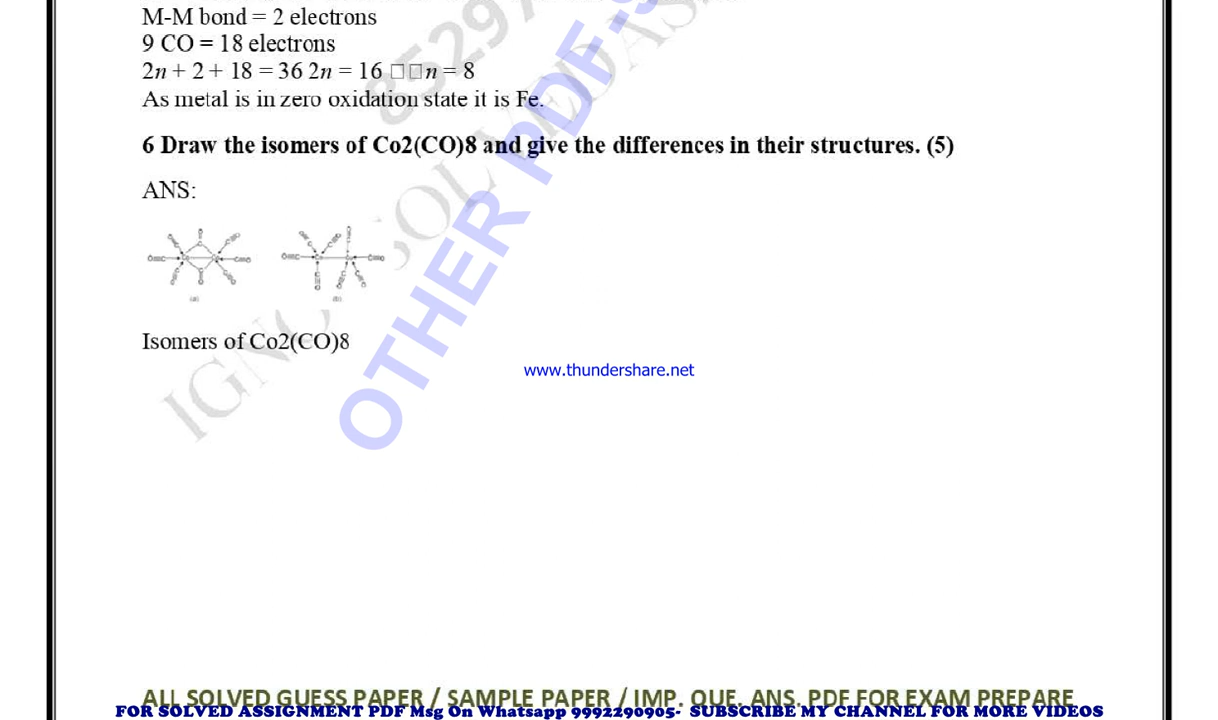 M-M bond = 2 electrons
9 CO = 18 electrons
2n + 2 + 18 = 36 2n = 16 □□n = 8
As metal is in zero oxidation state it is Fe.
6 Draw the isomers of Co2(CO)8 and give the differences in their structures. (5)
ANS:
Isomers of Co2(CO)8
www.thundershare.net
OTHER PDF
ALL SOLVED GUESS PAPER / SAMPLE PAPER / IMP. QUE. ANS. PDF FOR EXAM PREPARE
FOR SOLVED ASSIGNMENT PDF Msg On Whatsapp 9992290905- SUBSCRIBE MY CHANNEL FOR MORE VIDEOS